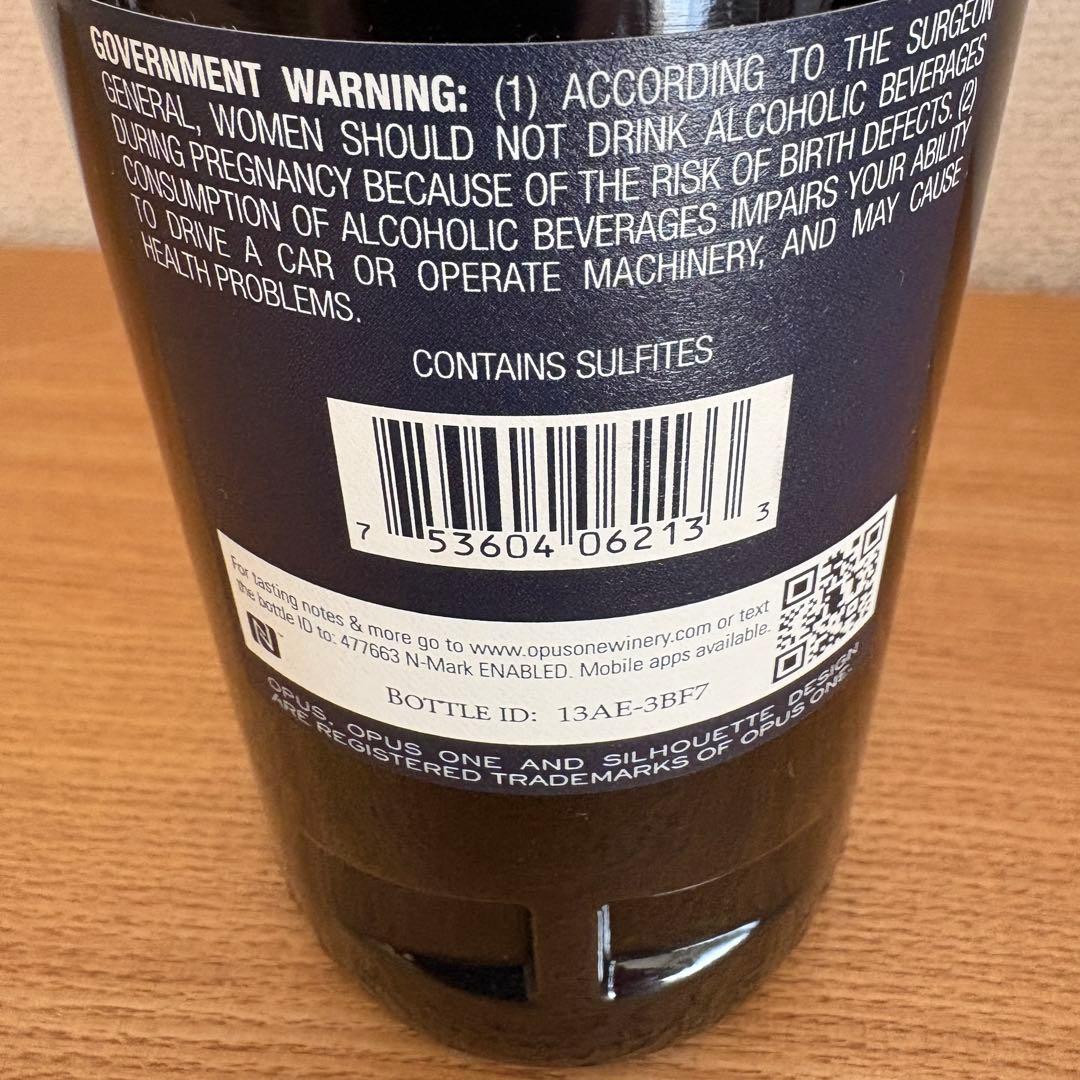 GOVERNMENT WARNING: (1) ACCORDING TO THE SURGEON
GENERAL, WOMEN SHOULD NOT DRINK ALCOHOLIC BEVERAGES
DURING PREGNANCY BECAUSE OF THE RISK OF BIRTH DEFECTS. (2)
CONSUMPTION OF ALCOHOLIC BEVERAGES IMPAIRS YOUR ABILITY
TO DRIVE A CAR OR OPERATE MACHINERY, AND MAY CAUSE
HEALTH PROBLEMS.
CONTAINS SULFITES
7 53604 06213 3
For tasting notes & more go to www.opusonewinery.com or text
the bottle ID to: 477663 N-Mark ENABLED. Mobile apps available.
BOTTLE ID: 13AE-3BF7
OPUS, OPUS ONE AND SILHOUETTE DESIGN
ARE REGISTERED TRADEMARKS OF OPUS ONE.